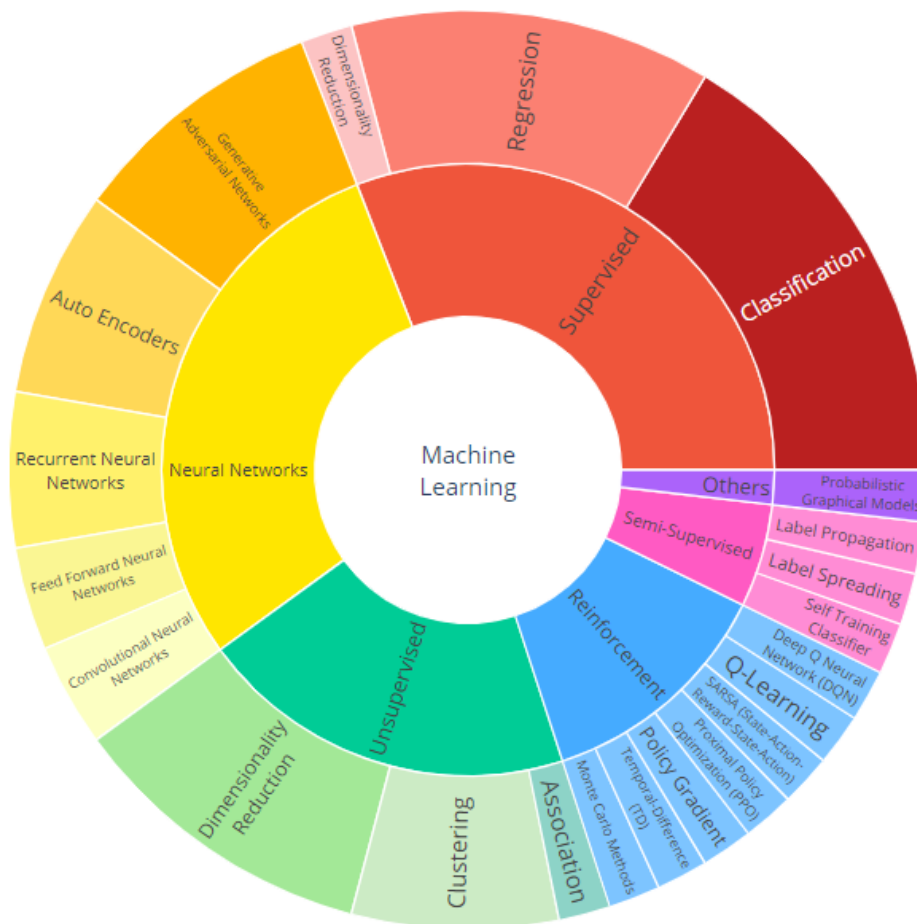 Machine
Learning
Supervised
Classification
Regression
Dimensionality
Reduction
Neural Networks
Generative
Adversarial Networks
Auto Encoders
Recurrent Neural
Networks
Feed Forward Neural
Networks
Convolutional Neural
Networks
Unsupervised
Dimensionality
Reduction
Clustering
Association
Reinforcement
Monte Carlo Methods
Temporal-Difference
(TD)
Policy Gradient
Proximal Policy
Optimization (PPO)
SARSA (State-Action-
Reward-State-Action)
Q-Learning
Deep Q Neural
Network (DQN)
Semi-Supervised
Self Training
Classifier
Label Spreading
Label Propagation
Others
Probabilistic
Graphical Models